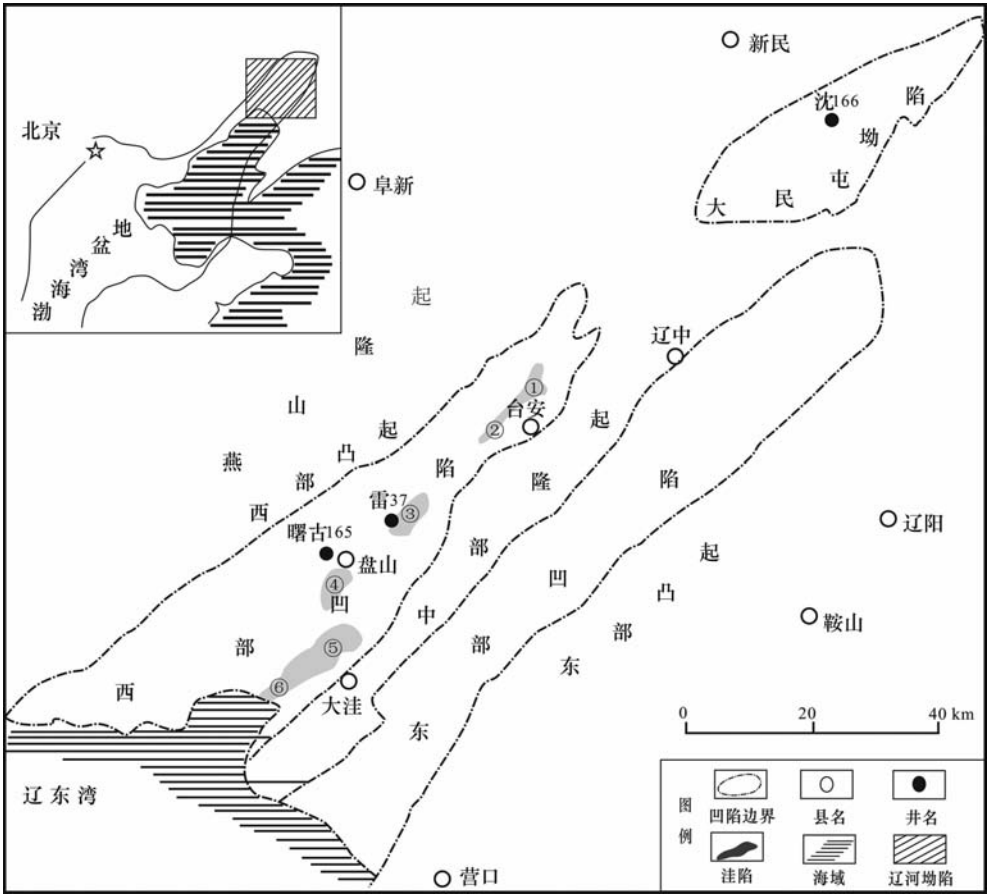 北京
渤海湾盆地
新民
沈166
大民屯坳陷
阜新
燕山隆起
辽中
①
台安
②
西部凸起
雷37
③
曙古165
盘山
④
西部凹陷
⑤
⑥
大洼
中部隆起
东部凹陷
东部凸起
辽阳
鞍山
辽东湾
营口
0 20 40 km
图例
凹陷边界
县名
井名
洼陷
海域
辽河坳陷